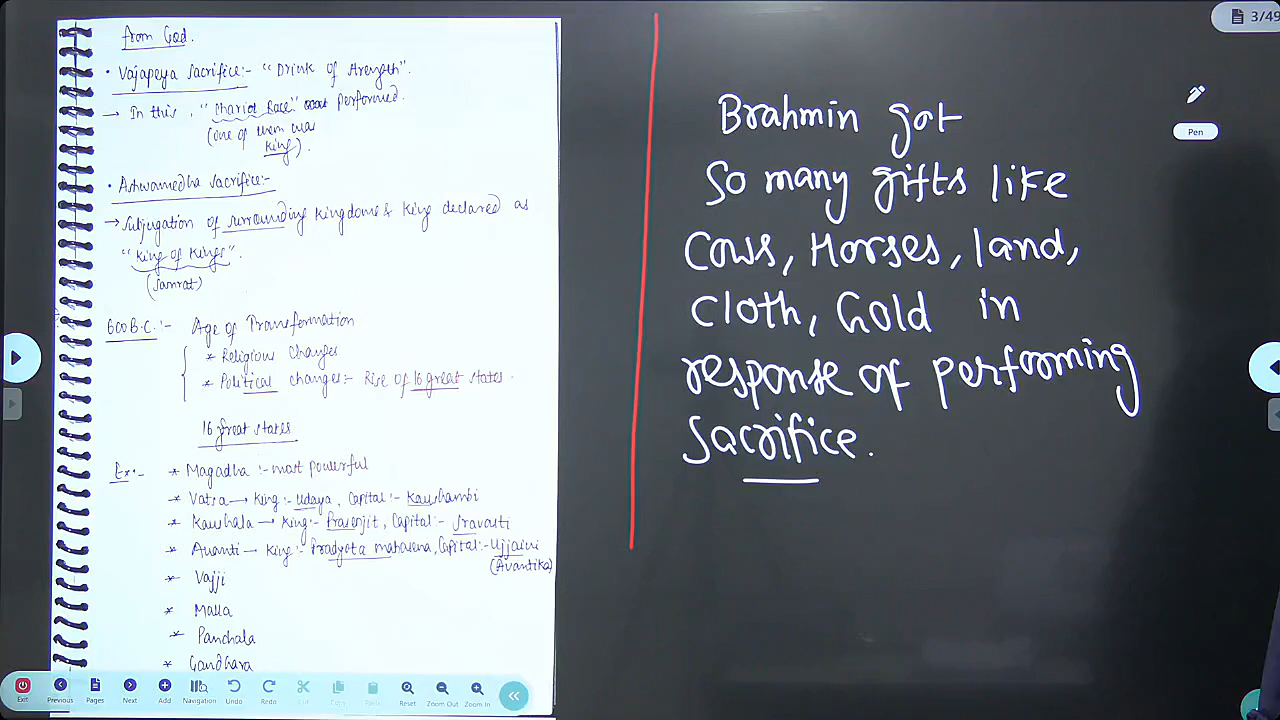 from God.
• Vajapeya Sacrifice:- "Drink of strength".
→ In this, "Chariot Race" performed.
(one of them was
King).
• Ashwamedha Sacrifice:-
→ Subjugation of surrounding Kingdoms & King declared as
"King of Kings".
(Samrat)
600 B.C.:- Age of Transformation
* Religious Changes
* Political changes:- Rise of 16 great states.
16 great states
Ex:- * Magadha :- most powerful
* Vatsa → King:- Udaya, Capital:- Kaushambi
* Kaushala → King:- Prasenjit, Capital:- Sravasti
* Avanti → King:- Pradyota mahasena, Capital:- Ujjaini
(Avantika)
* Vajji
* Malla
* Panchala
* Gandhara
Exit Previous Pages Next Add Navigation Undo Redo Cut Copy Paste Reset Zoom Out Zoom In
3/49
Pen
Brahmin got
So many gifts like
Cows, Horses, land,
cloth, Gold in
response of performing
Sacrifice.